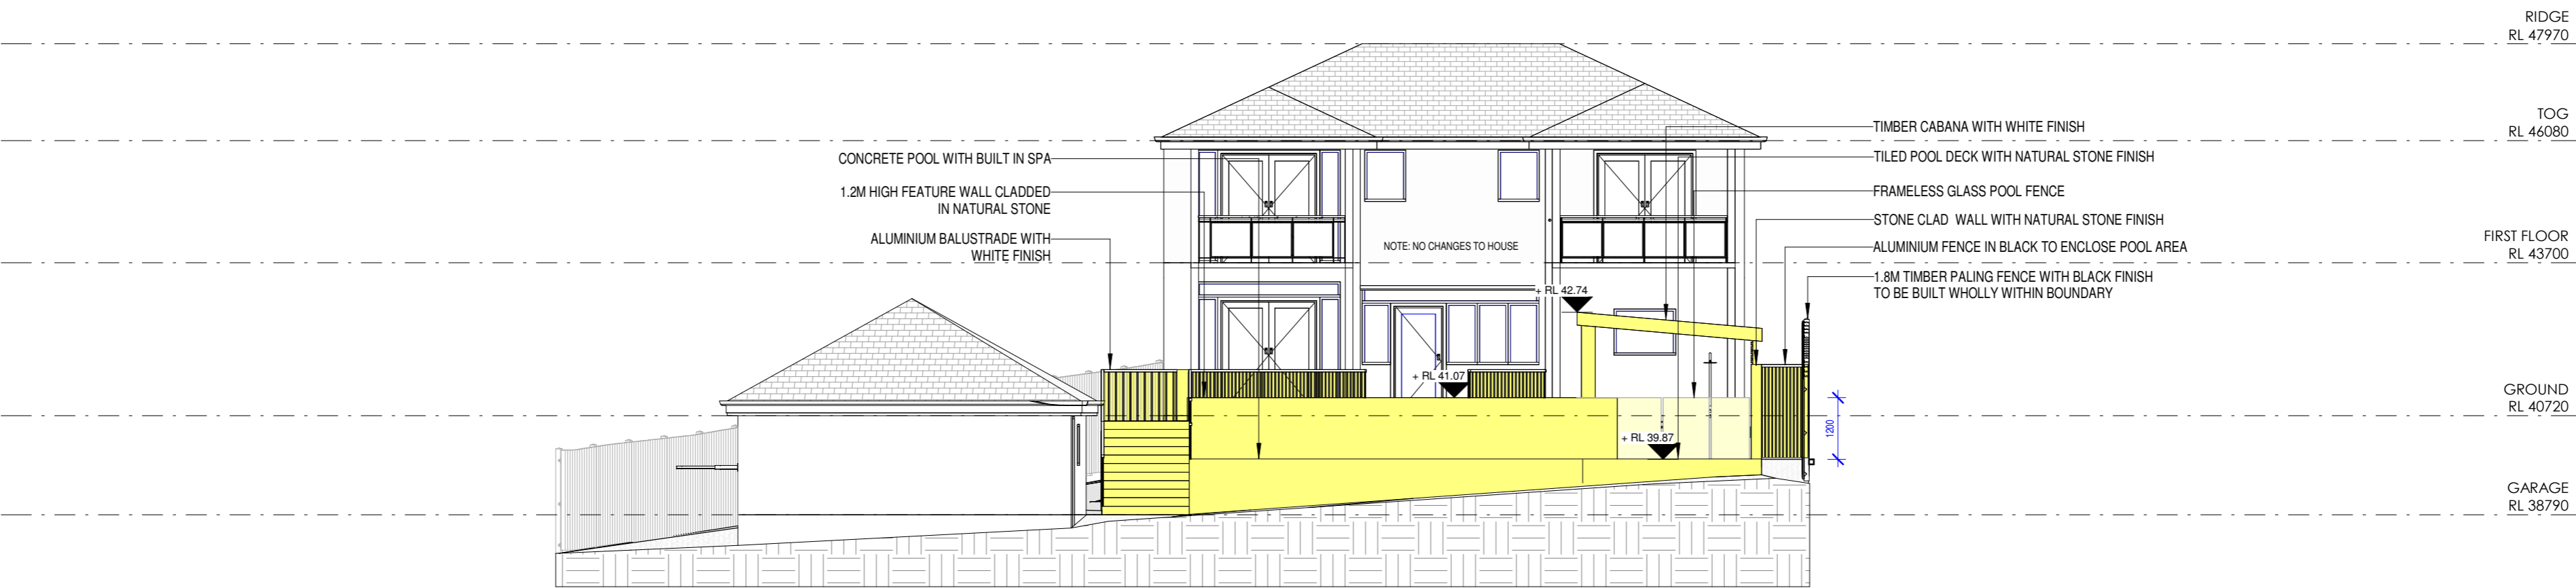 RIDGE
RL 47970
TOG
RL 46080
FIRST FLOOR
RL 43700
GROUND
RL 40720
GARAGE
RL 38790
CONCRETE POOL WITH BUILT IN SPA
1.2M HIGH FEATURE WALL CLADDED
IN NATURAL STONE
ALUMINIUM BALUSTRADE WITH
WHITE FINISH
NOTE: NO CHANGES TO HOUSE
+ RL 42.74
+ RL 41.07
+ RL 39.87
TIMBER CABANA WITH WHITE FINISH
TILED POOL DECK WITH NATURAL STONE FINISH
FRAMELESS GLASS POOL FENCE
STONE CLAD WALL WITH NATURAL STONE FINISH
ALUMINIUM FENCE IN BLACK TO ENCLOSE POOL AREA
1.8M TIMBER PALING FENCE WITH BLACK FINISH
TO BE BUILT WHOLLY WITHIN BOUNDARY
1200